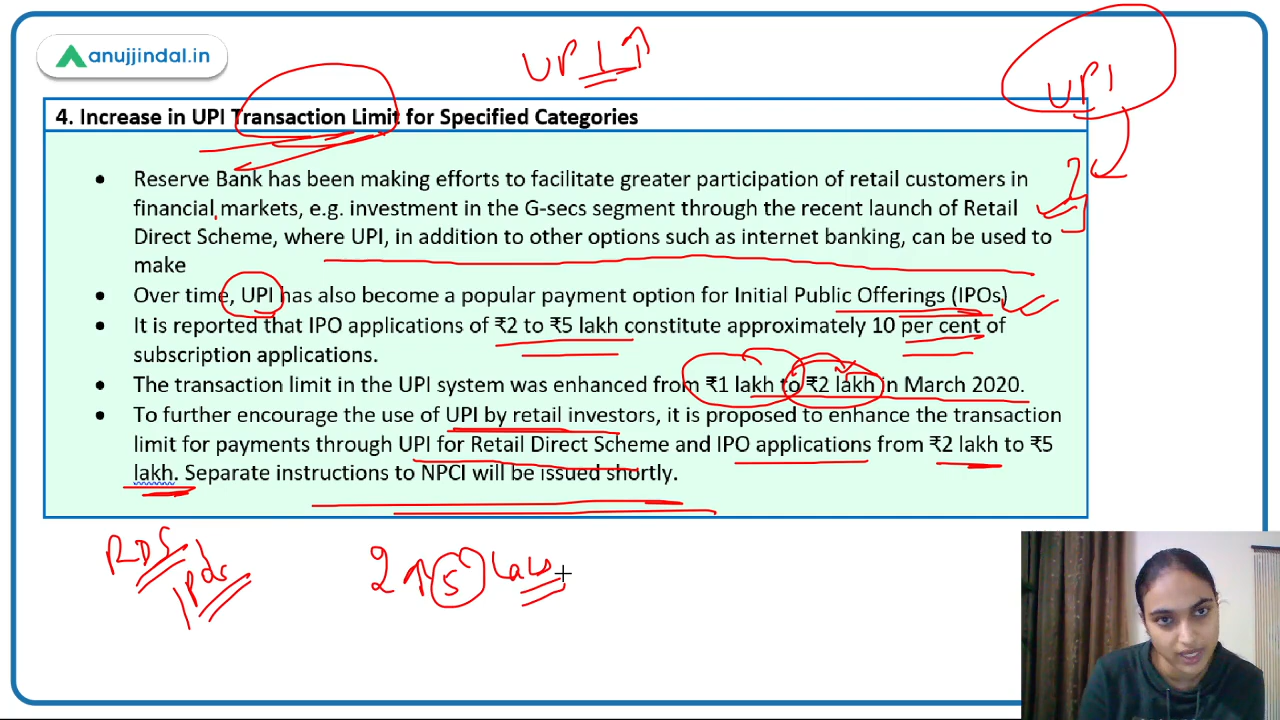 anujjindal.in
UPI↑
UPI
4. Increase in UPI Transaction Limit for Specified Categories
• Reserve Bank has been making efforts to facilitate greater participation of retail customers in
financial markets, e.g. investment in the G-secs segment through the recent launch of Retail
Direct Scheme, where UPI, in addition to other options such as internet banking, can be used to
make
• Over time, UPI has also become a popular payment option for Initial Public Offerings (IPOs)
• It is reported that IPO applications of ₹2 to ₹5 lakh constitute approximately 10 per cent of
subscription applications.
• The transaction limit in the UPI system was enhanced from ₹1 lakh to ₹2 lakh in March 2020.
• To further encourage the use of UPI by retail investors, it is proposed to enhance the transaction
limit for payments through UPI for Retail Direct Scheme and IPO applications from ₹2 lakh to ₹5
lakh. Separate instructions to NPCI will be issued shortly.
RDS
2 ↑ 5